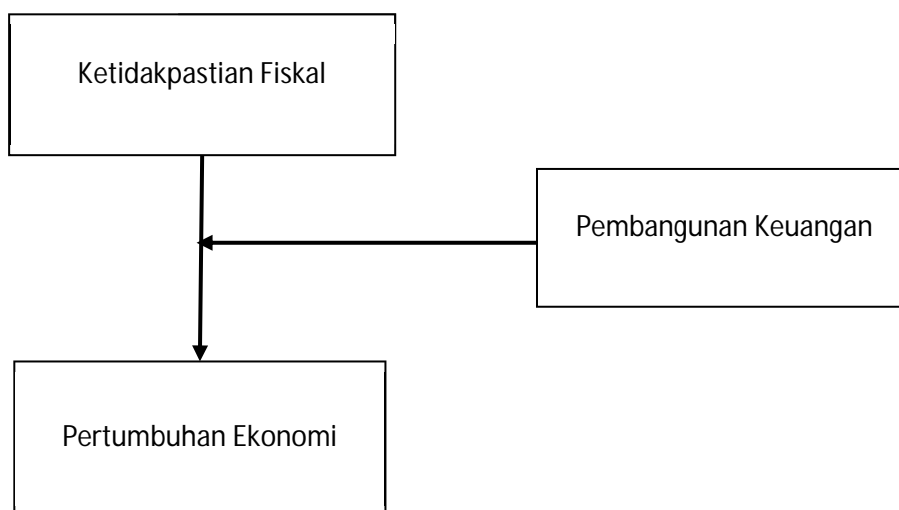 Ketidakpastian Fiskal
Pembangunan Keuangan
Pertumbuhan Ekonomi